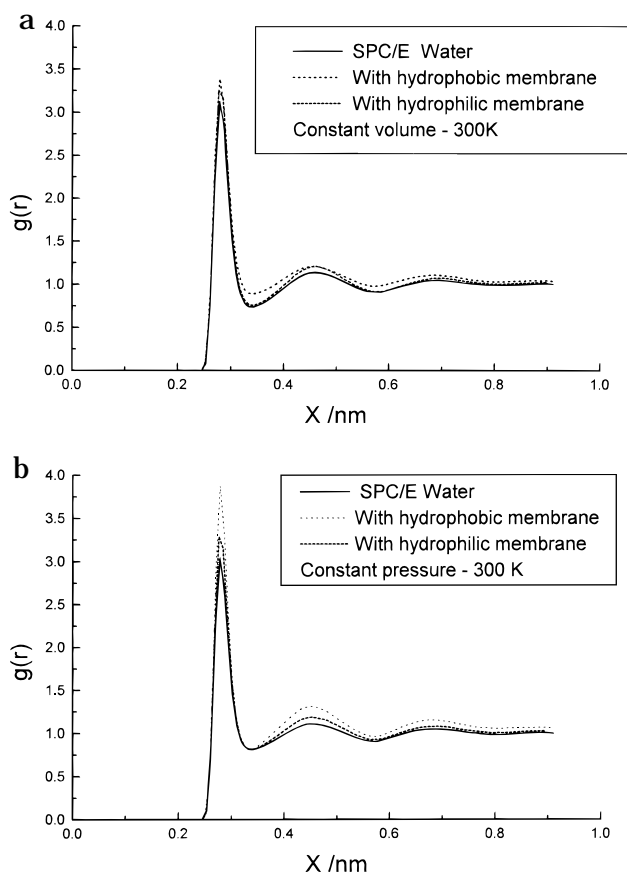 a
4.0
SPC/E Water
With hydrophobic membrane
With hydrophilic membrane
Constant volume - 300K
3.5
3.0
2.5
2.0
1.5
1.0
0.5
0.0
g(r)
0.0 0.2 0.4 0.6 0.8 1.0
X /nm
b
4.0
SPC/E Water
With hydrophobic membrane
With hydrophilic membrane
Constant pressure - 300 K
3.5
3.0
2.5
2.0
1.5
1.0
0.5
0.0
g(r)
0.0 0.2 0.4 0.6 0.8 1.0
X /nm